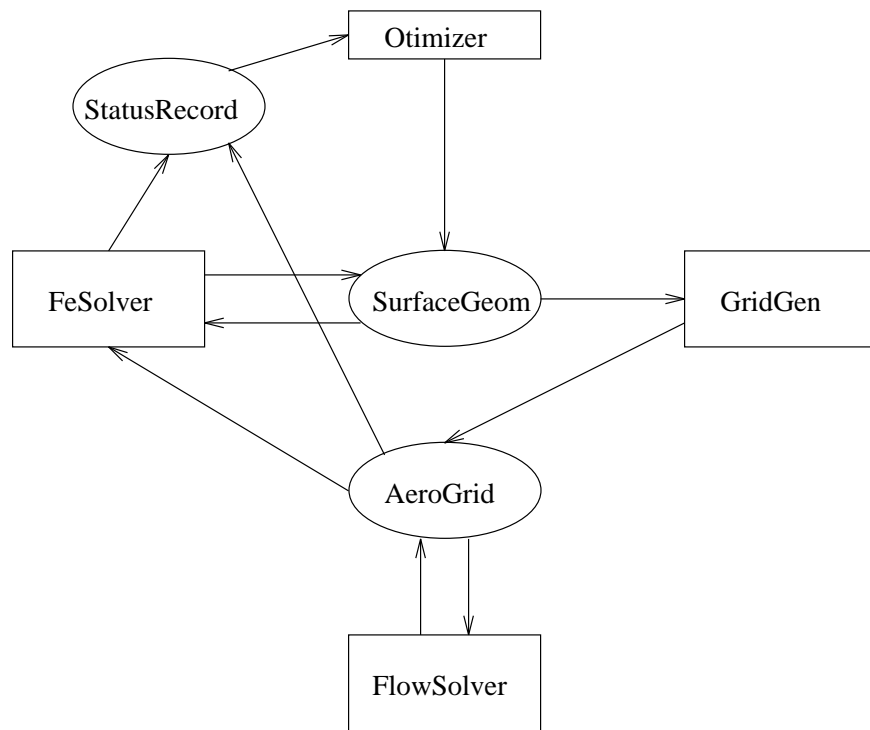 Otimizer
StatusRecord
FeSolver
SurfaceGeom
GridGen
AeroGrid
FlowSolver